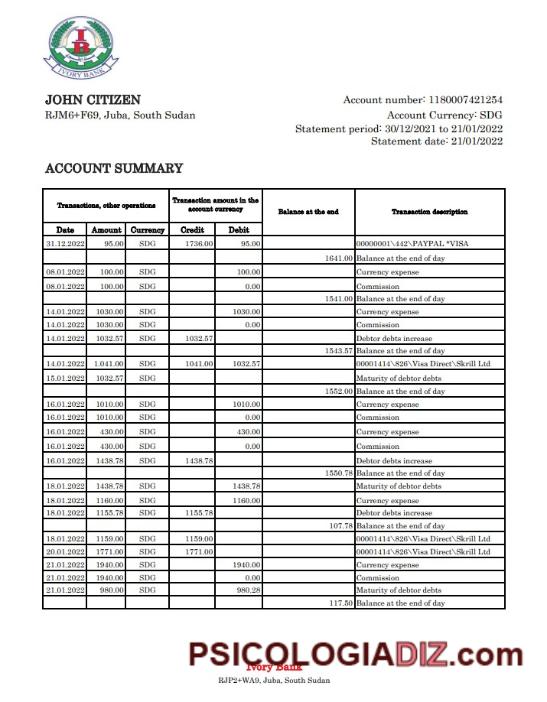 IB
IVORY BANK
JOHN CITIZEN
RJM6+F69, Juba, South Sudan
Account number: 1180007421254
Account Currency: SDG
Statement period: 30/12/2021 to 21/01/2022
Statement date: 21/01/2022
ACCOUNT SUMMARY
Transactions, other operations Transaction amount in the account currency Balance at the end Transaction description
Date Amount Currency Credit Debit
31.12.2022 95.00 SDG 1736.00 95.00 00000001\442\PAYPAL *VISA
1641.00 Balance at the end of day
08.01.2022 100.00 SDG 100.00 Currency expense
08.01.2022 100.00 SDG 0.00 Commission
1541.00 Balance at the end of day
14.01.2022 1030.00 SDG 1030.00 Currency expense
14.01.2022 1030.00 SDG 0.00 Commission
14.01.2022 1032.57 SDG 1032.57 Debtor debts increase
1543.57 Balance at the end of day
14.01.2022 1.041.00 SDG 1041.00 1032.57 00001414\826\Visa Direct\Skrill Ltd
15.01.2022 1032.57 SDG Maturity of debtor debts
1552.00 Balance at the end of day
16.01.2022 1010.00 SDG 1010.00 Currency expense
16.01.2022 1010.00 SDG 0.00 Commission
16.01.2022 430.00 SDG 430.00 Currency expense
16.01.2022 430.00 SDG 0.00 Commission
16.01.2022 1438.78 SDG 1438.78 Debtor debts increase
1550.78 Balance at the end of day
18.01.2022 1438.78 SDG 1438.78 Maturity of debtor debts
18.01.2022 1160.00 SDG 1160.00 Currency expense
18.01.2022 1155.78 SDG 1155.78 Debtor debts increase
107.78 Balance at the end of day
18.01.2022 1159.00 SDG 1159.00 00001414\826\Visa Direct\Skrill Ltd
20.01.2022 1771.00 SDG 1771.00 00001414\826\Visa Direct\Skrill Ltd
21.01.2022 1940.00 SDG 1940.00 Currency expense
21.01.2022 1940.00 SDG 0.00 Commission
21.01.2022 980.00 SDG 980,28 Maturity of debtor debts
117.50 Balance at the end of day
PSICOLOGIADIZ.com
Ivory Bank
RJP2+WA9, Juba, South Sudan